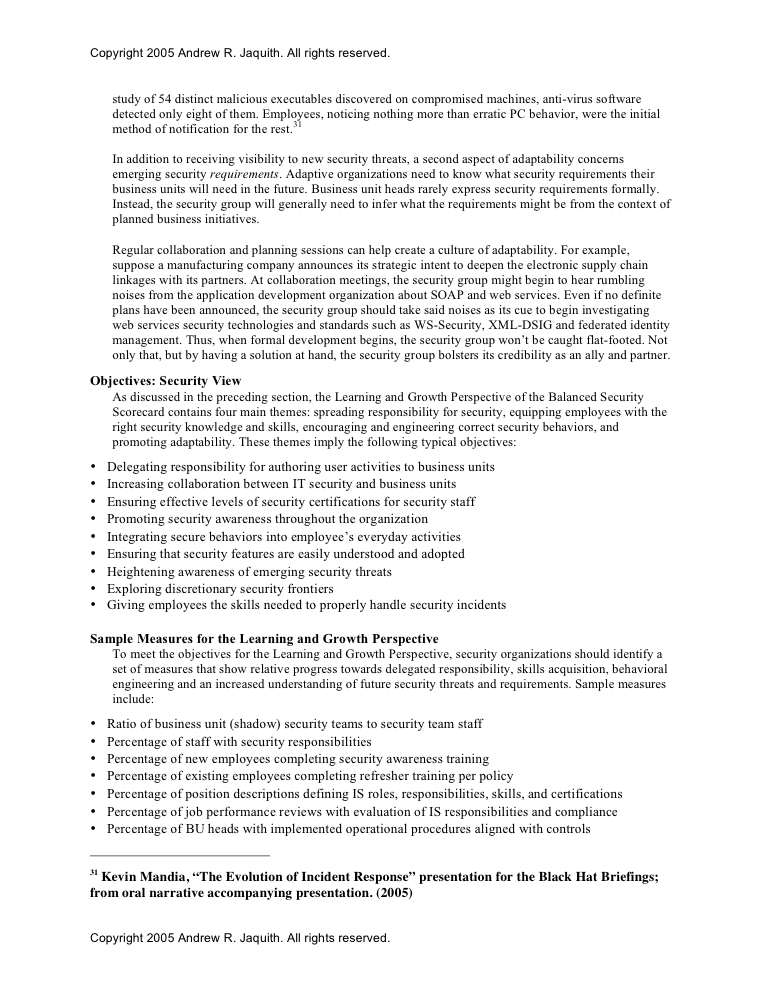 Copyright 2005 Andrew R. Jaquith. All rights reserved.
study of 54 distinct malicious executables discovered on compromised machines, anti-virus software
detected only eight of them. Employees, noticing nothing more than erratic PC behavior, were the initial
method of notification for the rest.31
In addition to receiving visibility to new security threats, a second aspect of adaptability concerns
emerging security requirements. Adaptive organizations need to know what security requirements their
business units will need in the future. Business unit heads rarely express security requirements formally.
Instead, the security group will generally need to infer what the requirements might be from the context of
planned business initiatives.
Regular collaboration and planning sessions can help create a culture of adaptability. For example,
suppose a manufacturing company announces its strategic intent to deepen the electronic supply chain
linkages with its partners. At collaboration meetings, the security group might begin to hear rumbling
noises from the application development organization about SOAP and web services. Even if no definite
plans have been announced, the security group should take said noises as its cue to begin investigating
web services security technologies and standards such as WS-Security, XML-DSIG and federated identity
management. Thus, when formal development begins, the security group won’t be caught flat-footed. Not
only that, but by having a solution at hand, the security group bolsters its credibility as an ally and partner.
Objectives: Security View
As discussed in the preceding section, the Learning and Growth Perspective of the Balanced Security
Scorecard contains four main themes: spreading responsibility for security, equipping employees with the
right security knowledge and skills, encouraging and engineering correct security behaviors, and
promoting adaptability. These themes imply the following typical objectives:
• Delegating responsibility for authoring user activities to business units
• Increasing collaboration between IT security and business units
• Ensuring effective levels of security certifications for security staff
• Promoting security awareness throughout the organization
• Integrating secure behaviors into employee’s everyday activities
• Ensuring that security features are easily understood and adopted
• Heightening awareness of emerging security threats
• Exploring discretionary security frontiers
• Giving employees the skills needed to properly handle security incidents
Sample Measures for the Learning and Growth Perspective
To meet the objectives for the Learning and Growth Perspective, security organizations should identify a
set of measures that show relative progress towards delegated responsibility, skills acquisition, behavioral
engineering and an increased understanding of future security threats and requirements. Sample measures
include:
• Ratio of business unit (shadow) security teams to security team staff
• Percentage of staff with security responsibilities
• Percentage of new employees completing security awareness training
• Percentage of existing employees completing refresher training per policy
• Percentage of position descriptions defining IS roles, responsibilities, skills, and certifications
• Percentage of job performance reviews with evaluation of IS responsibilities and compliance
• Percentage of BU heads with implemented operational procedures aligned with controls
31 Kevin Mandia, “The Evolution of Incident Response” presentation for the Black Hat Briefings;
from oral narrative accompanying presentation. (2005)
Copyright 2005 Andrew R. Jaquith. All rights reserved.